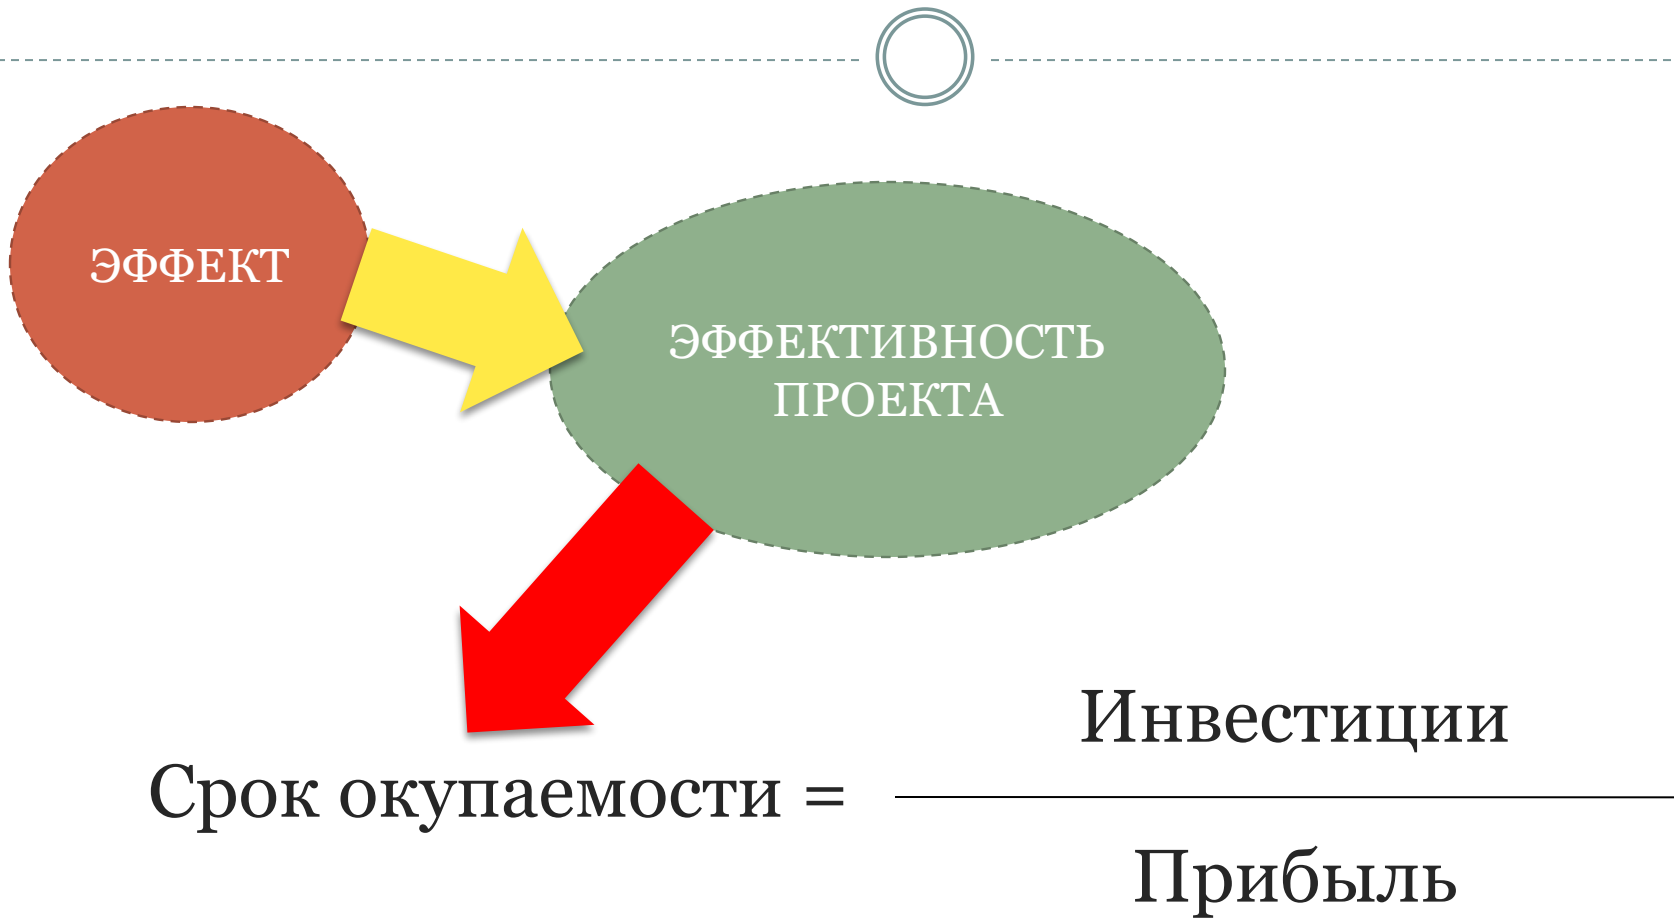 ЭФФЕКТ
ЭФФЕКТИВНОСТЬ
ПРОЕКТА
Инвестиции
Срок окупаемости =
Прибыль